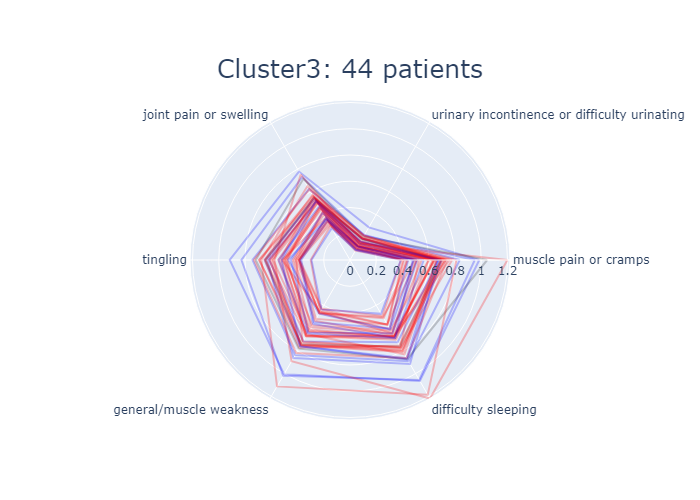 Cluster3: 44 patients
joint pain or swelling
urinary incontinence or difficulty urinating
tingling
muscle pain or cramps
0 0.2 0.4 0.6 0.8 1 1.2
general/muscle weakness
difficulty sleeping